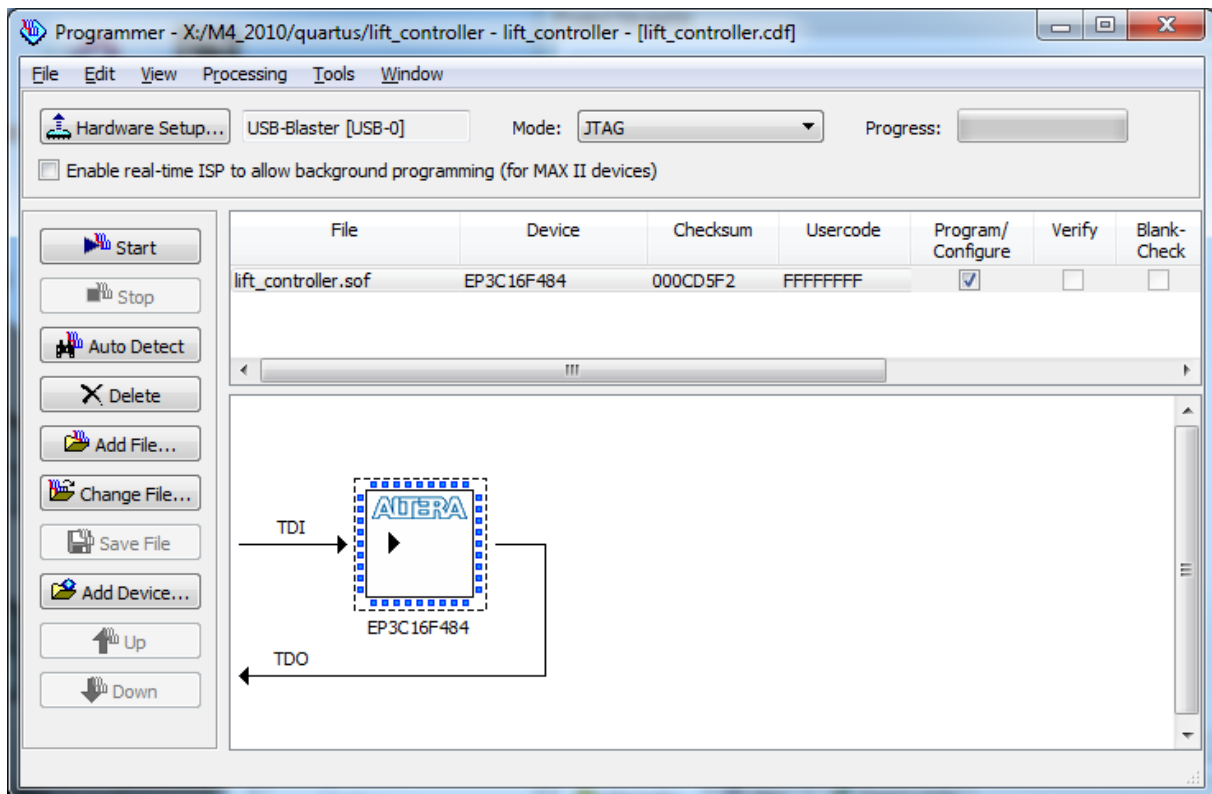 Programmer - X:/M4_2010/quartus/lift_controller - lift_controller - [lift_controller.cdf]
File Edit View Processing Tools Window
Hardware Setup... USB-Blaster [USB-0] Mode: JTAG Progress:
Enable real-time ISP to allow background programming (for MAX II devices)
Start
Stop
Auto Detect
Delete
Add File...
Change File...
Save File
Add Device...
Up
Down
File Device Checksum Usercode Program/ Verify Blank-
Configure Check
lift_controller.sof EP3C16F484 000CD5F2 FFFFFFFF
ALTERA
TDI
EP3C16F484
TDO